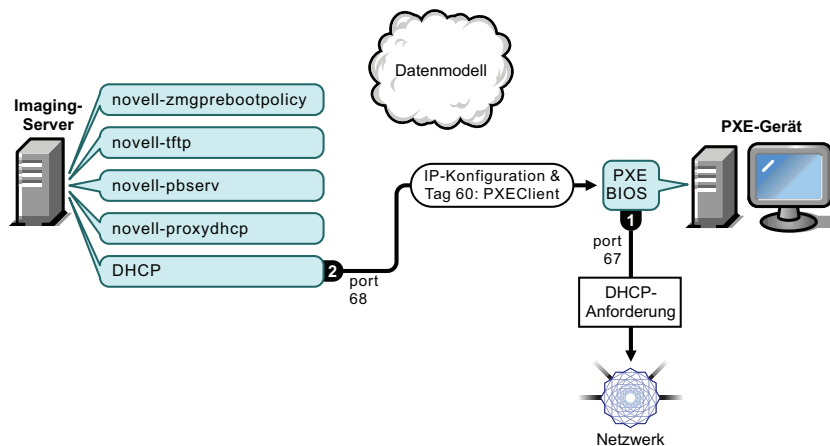 Datenmodell
Imaging-
Server
novell-zmgprebootpolicy
novell-tftp
novell-pbserv
novell-proxydhcp
DHCP
2
port
68
IP-Konfiguration &
Tag 60: PXEClient
PXE
BIOS
1
PXE-Gerät
port
67
DHCP-
Anforderung
Netzwerk